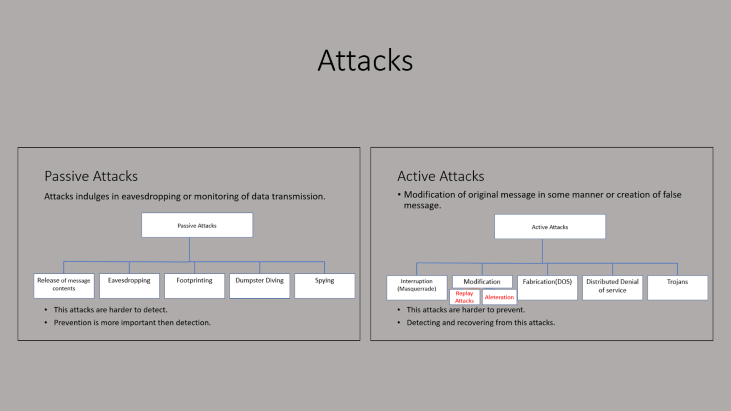 Attacks
Passive Attacks
Attacks indulges in eavesdropping or monitoring of data transmission.
Passive Attacks
Release of message
contents
Eavesdropping
Footprinting
Dumpster Diving
Spying
• This attacks are harder to detect.
• Prevention is more important then detection.
Active Attacks
• Modification of original message in some manner or creation of false
message.
Active Attacks
Interruption
(Masquerrade)
Modification
Replay
Attacks
Aleteration
Fabrication(DOS)
Distributed Denial
of service
Trojans
• This attacks are harder to prevent.
• Detecting and recovering from this attacks.